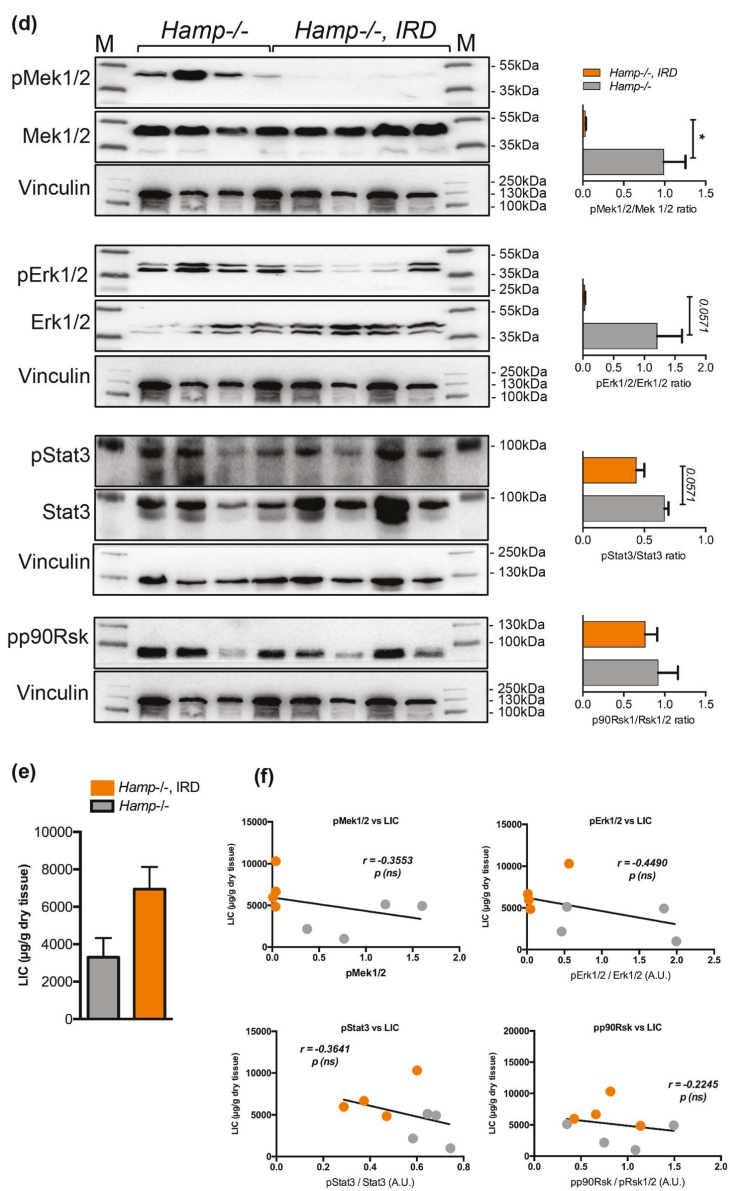 (d)
Hamp-/-
Hamp-/-, IRD
M
M
pMek1/2
- 55kDa
- 35kDa
Mek1/2
- 55kDa
- 35kDa
Vinculin
- 250kDa
- 130kDa
- 100kDa
Hamp-/-, IRD
Hamp-/-
*
0.0 0.5 1.0 1.5
pMek1/2/Mek 1/2 ratio
pErk1/2
- 55kDa
- 35kDa
- 25kDa
Erk1/2
- 55kDa
- 35kDa
Vinculin
- 250kDa
- 130kDa
- 100kDa
0.0571
0.0 0.5 1.0 1.5 2.0
pErk1/2/Erk1/2 ratio
pStat3
- 100kDa
Stat3
- 100kDa
Vinculin
- 250kDa
- 130kDa
0.0571
0.0 0.5 1.0
pStat3/Stat3 ratio
pp90Rsk
- 130kDa
- 100kDa
Vinculin
- 250kDa
- 130kDa
- 100kDa
0.0 0.5 1.0 1.5
p90Rsk1/Rsk1/2 ratio
(e)
Hamp-/-, IRD
Hamp-/-
LIC (µg/g dry tissue)
10000
8000
6000
4000
2000
0
(f)
pMek1/2 vs LIC
LIC (µg/g dry tissue)
15000
10000
5000
0
r = -0.3553
p (ns)
0.0 0.5 1.0 1.5 2.0
pMek1/2
pErk1/2 vs LIC
LIC (µg/g dry tissue)
15000
10000
5000
0
r = -0.4490
p (ns)
0.0 0.5 1.0 1.5 2.0 2.5
pErk1/2 / Erk1/2 (A.U.)
pStat3 vs LIC
LIC (µg/g dry tissue)
15000
10000
5000
0
r = -0.3641
p (ns)
0.0 0.2 0.4 0.6 0.8
pStat3 / Stat3 (A.U.)
pp90Rsk vs LIC
LIC (µg/g dry tissue)
20000
15000
10000
5000
0
r = -0.2245
p (ns)
0.0 0.5 1.0 1.5 2.0
pp90Rsk / pRsk1/2 (A.U.)